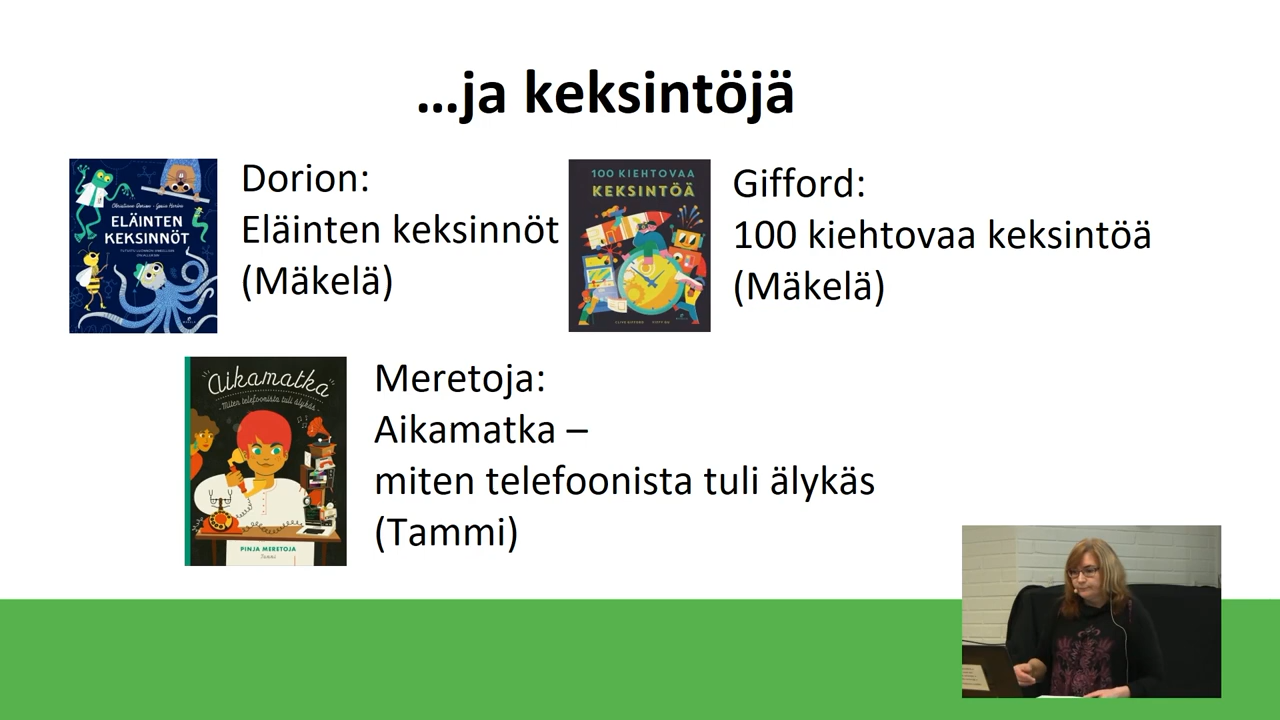 ...ja keksintöjä
ELÄINTEN
KEKSINNÖT
Dorion:
Eläinten keksinnöt
(Mäkelä)
100 KIEHTOVAA
KEKSINTÖÄ
Gifford:
100 kiehtovaa keksintöä
(Mäkelä)
Aikamatka
- Miten telefoonista tuli älykäs -
PINJA MERETOJA
Tammi
Meretoja:
Aikamatka –
miten telefoonista tuli älykäs
(Tammi)